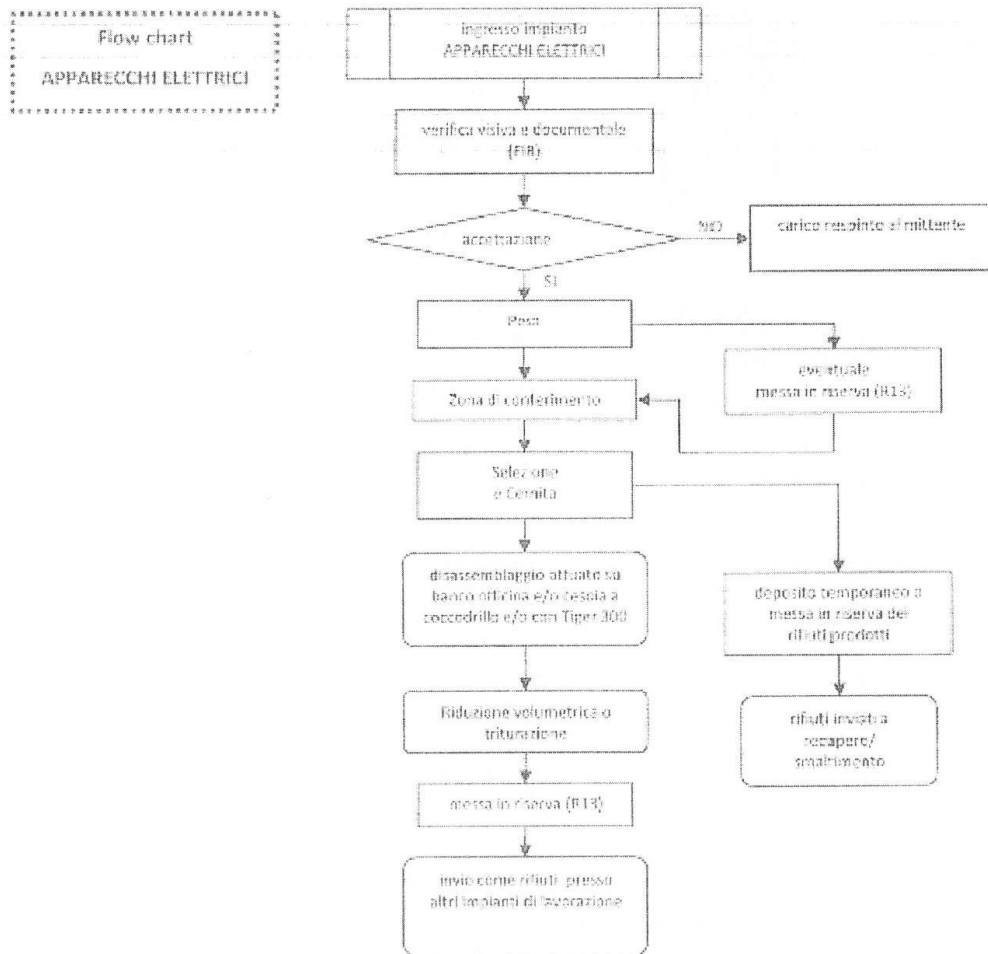 Flow chart
APPARECCHI ELETTRICI
ingresso impianto
APPARECCHI ELETTRICI
verifica visiva e documentale
(FIR)
accettazione
NO
carico respinto al mittente
SI
Pesa
eventuale
messa in riserva (R13)
Zona di conferimento
Selezione
e Cernita
disassemblaggio attuato su
banco officina e/o cesoia a
coccodrillo e/o con Tiger 300
deposito temporaneo o
messa in riserva dei
rifiuti prodotti
Riduzione volumetrica o
triturazione
rifiuti inviati a
recupero/
smaltimento
messa in riserva (R13)
invio come rifiuti presso
altri impianti di lavorazione